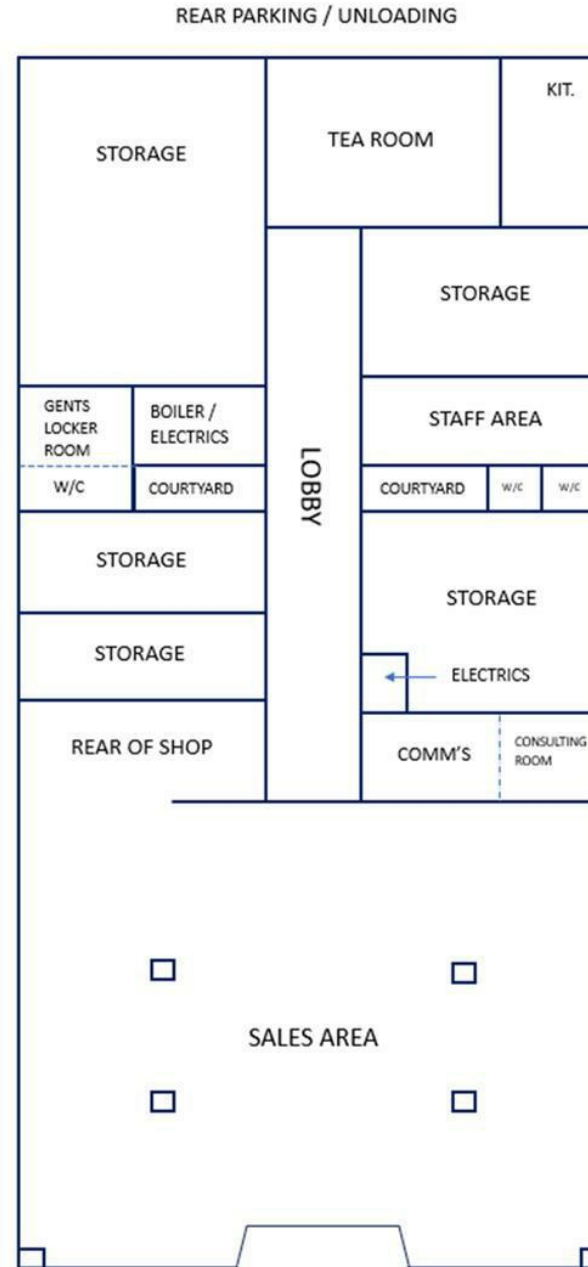 REAR PARKING / UNLOADING
KIT.
TEA ROOM
STORAGE
STORAGE
GENTS
LOCKER
ROOM
BOILER /
ELECTRICS
STAFF AREA
W/C
COURTYARD
LOBBY
COURTYARD
W/C
W/C
STORAGE
STORAGE
STORAGE
ELECTRICS
REAR OF SHOP
COMM'S
CONSULTING
ROOM
SALES AREA